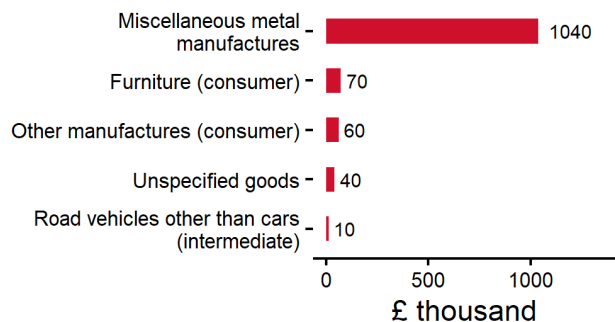 Miscellaneous metal
manufactures
1040
Furniture (consumer)
70
Other manufactures (consumer)
60
Unspecified goods
40
Road vehicles other than cars
(intermediate)
10
0 500 1000
£ thousand